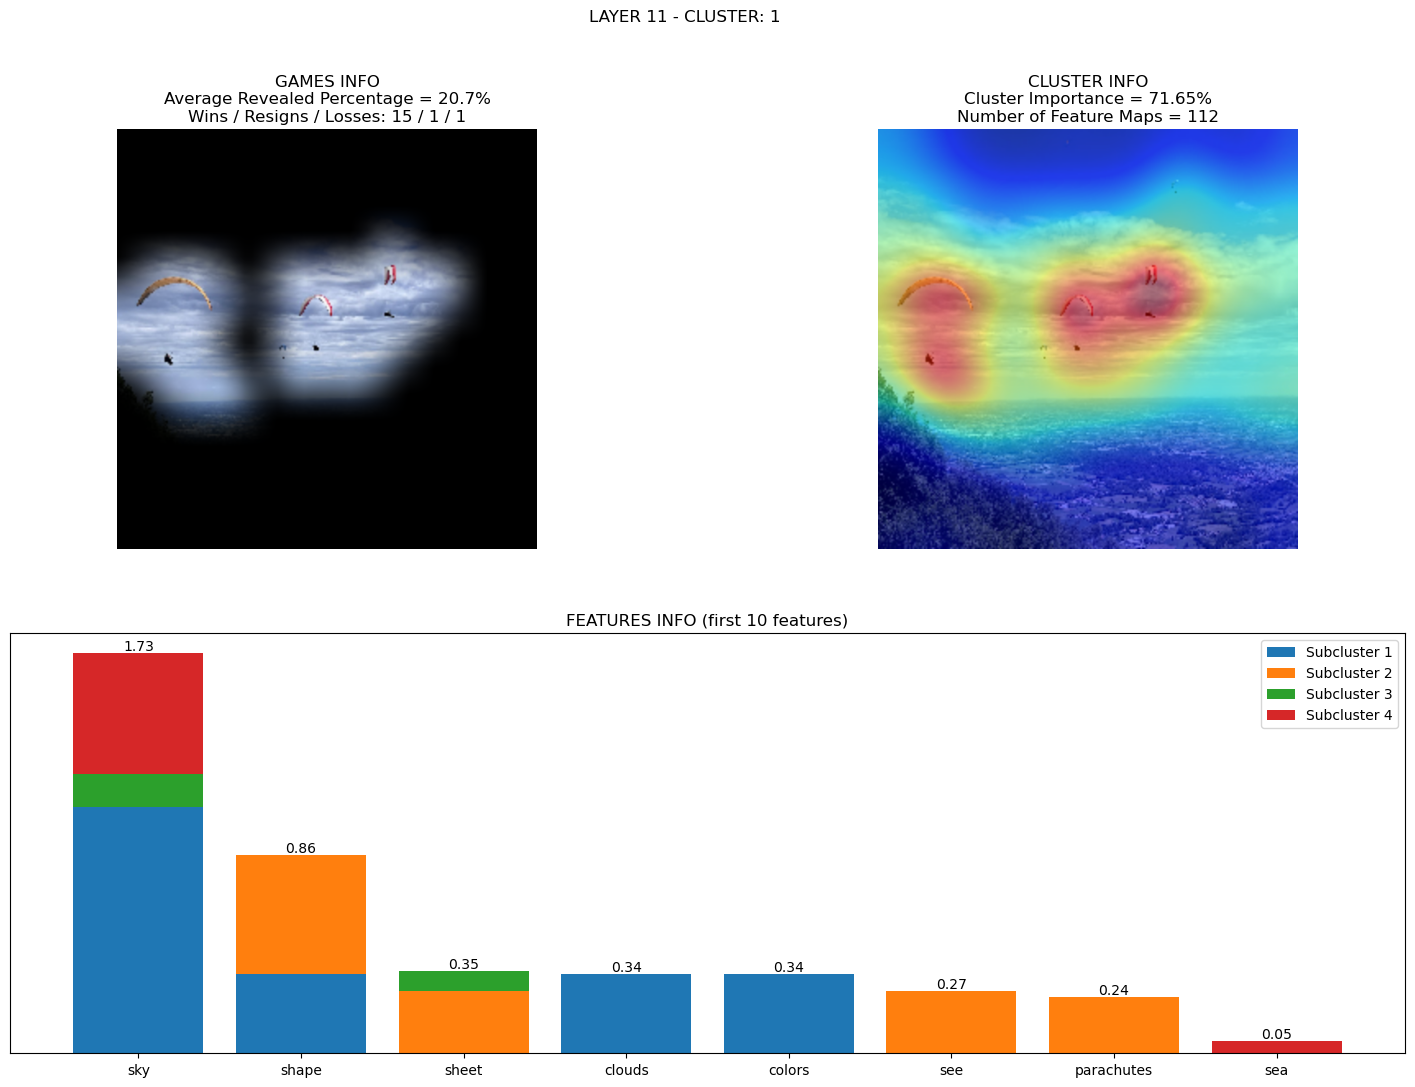 LAYER 11 - CLUSTER: 1
GAMES INFO
Average Revealed Percentage = 20.7%
Wins / Resigns / Losses: 15 / 1 / 1
CLUSTER INFO
Cluster Importance = 71.65%
Number of Feature Maps = 112
FEATURES INFO (first 10 features)
Subcluster 1
Subcluster 2
Subcluster 3
Subcluster 4
1.73
0.86
0.35
0.34
0.34
0.27
0.24
0.05
sky
shape
sheet
clouds
colors
see
parachutes
sea